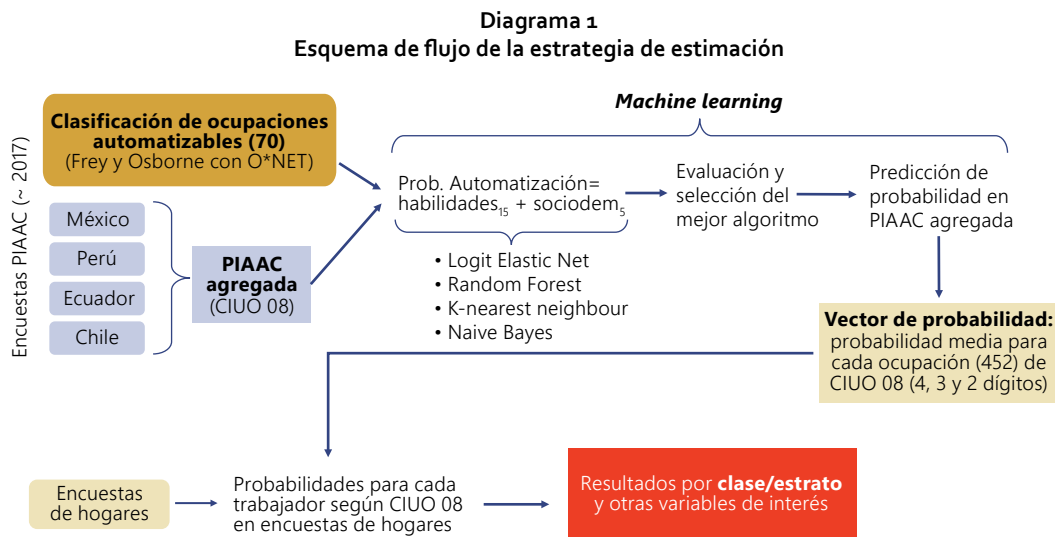 Diagrama 1
Esquema de flujo de la estrategia de estimación
Encuestas PIAAC (~ 2017)
Clasificación de ocupaciones
automatizables (70)
(Frey y Osborne con O*NET)
México
Perú
Ecuador
Chile
PIAAC
agregada
(CIUO 08)
Machine learning
Prob. Automatización=
habilidades15 + sociodem5
• Logit Elastic Net
• Random Forest
• K-nearest neighbour
• Naive Bayes
Evaluación y
selección del
mejor algoritmo
Predicción de
probabilidad en
PIAAC agregada
Vector de probabilidad:
probabilidad media para
cada ocupación (452) de
CIUO 08 (4, 3 y 2 dígitos)
Encuestas
de hogares
Probabilidades para cada
trabajador según CIUO 08
en encuestas de hogares
Resultados por clase/estrato
y otras variables de interés